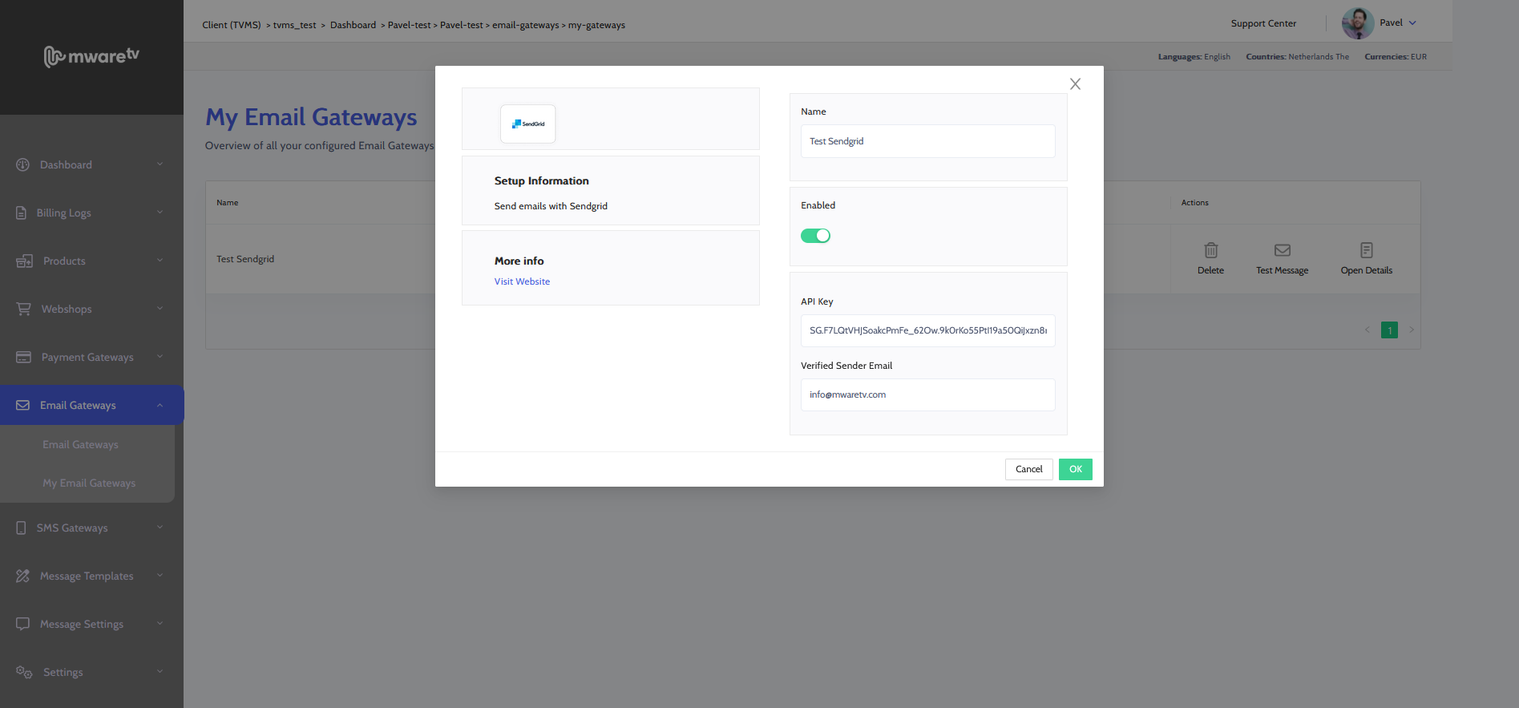 Client (TVMS) > tvms_test > Dashboard > Pavel-test > Pavel-test > email-gateways > my-gateways
Support Center
Pavel
mwaretv
Languages: English Countries: Netherlands The Currencies: EUR
My Email Gateways
Overview of all your configured Email Gateways
Name
Actions
Test Sendgrid
Delete
Test Message
Open Details
1
Dashboard
Billing Logs
Products
Webshops
Payment Gateways
Email Gateways
Email Gateways
My Email Gateways
SMS Gateways
Message Templates
Message Settings
Settings
X
SendGrid
Setup Information
Send emails with Sendgrid
More info
Visit Website
Name
Test Sendgrid
Enabled
API Key
Verified Sender Email
info@mwaretv.com
Cancel
OK